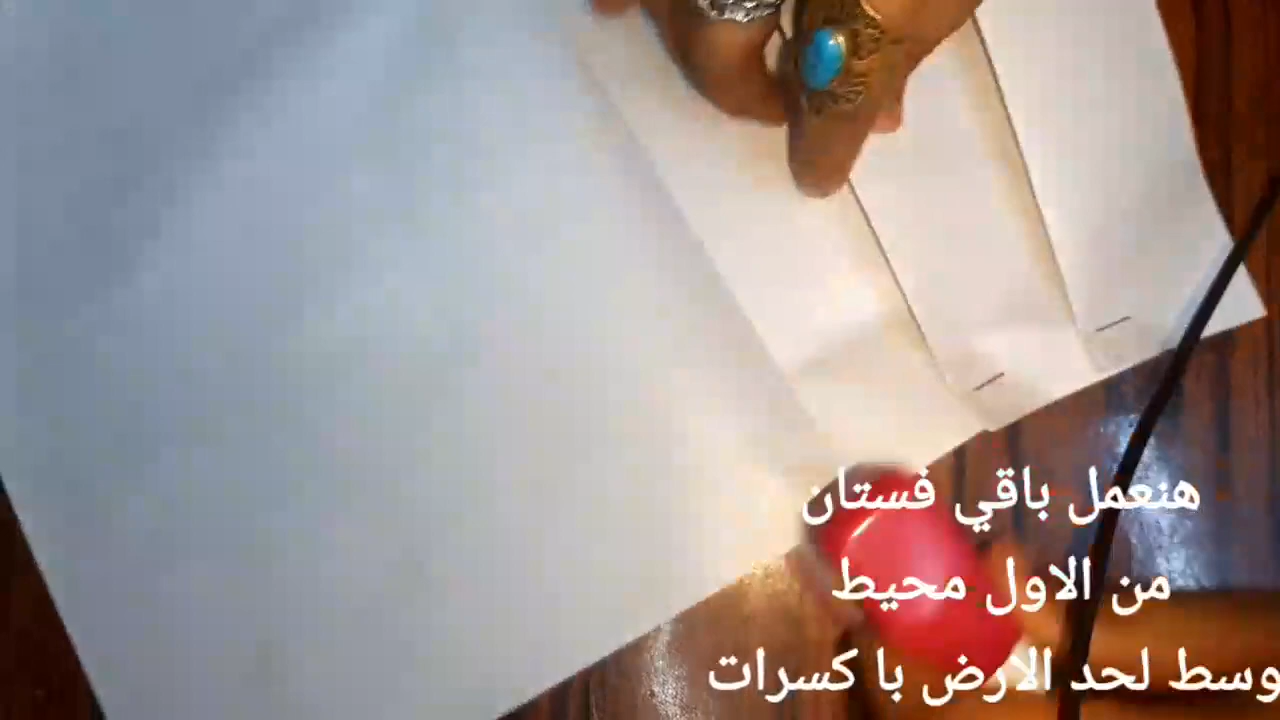 هنعمل باقي فستان
من الاول محيط
وسط لحد الارض با كسرات